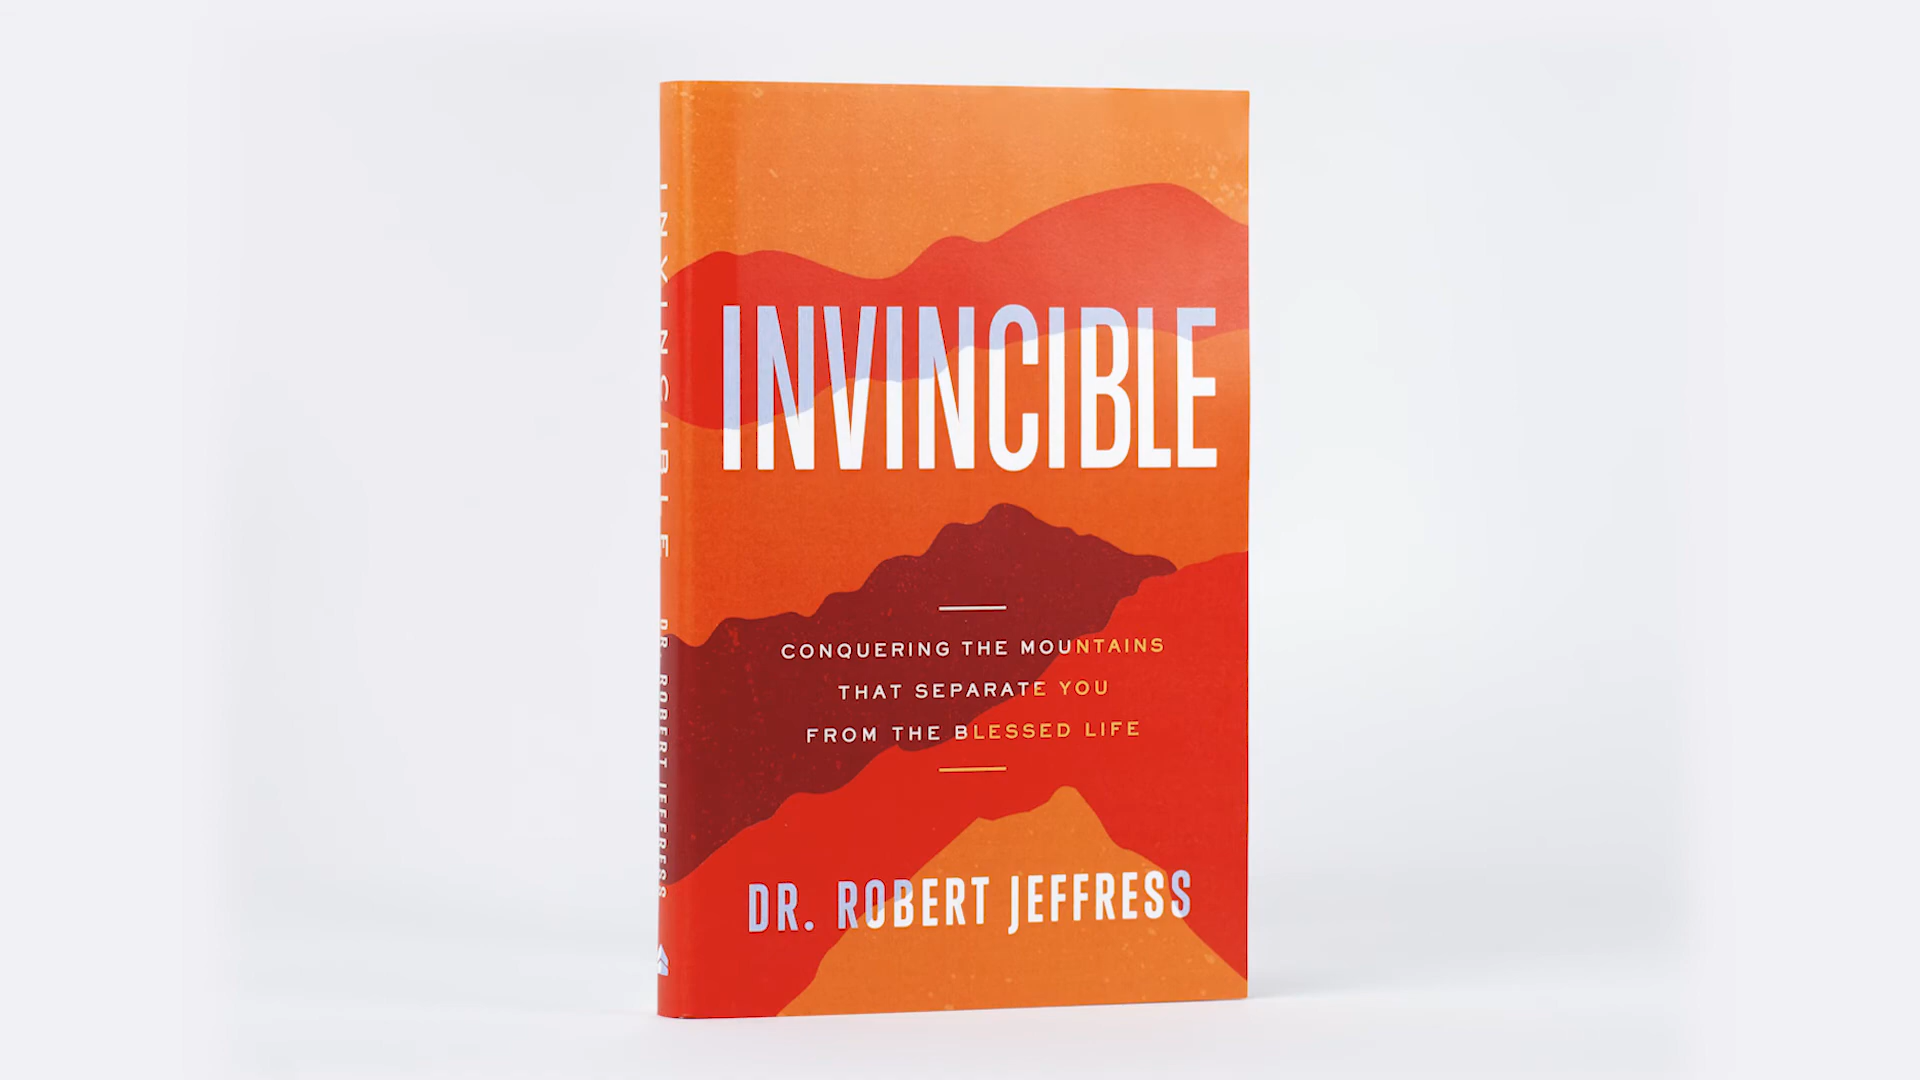 INVINCIBLE
CONQUERING THE MOUNTAINS
THAT SEPARATE YOU
FROM THE BLESSED LIFE
DR. ROBERT JEFFRESS
INVINCIBLE DR. ROBERT JEFFRESS